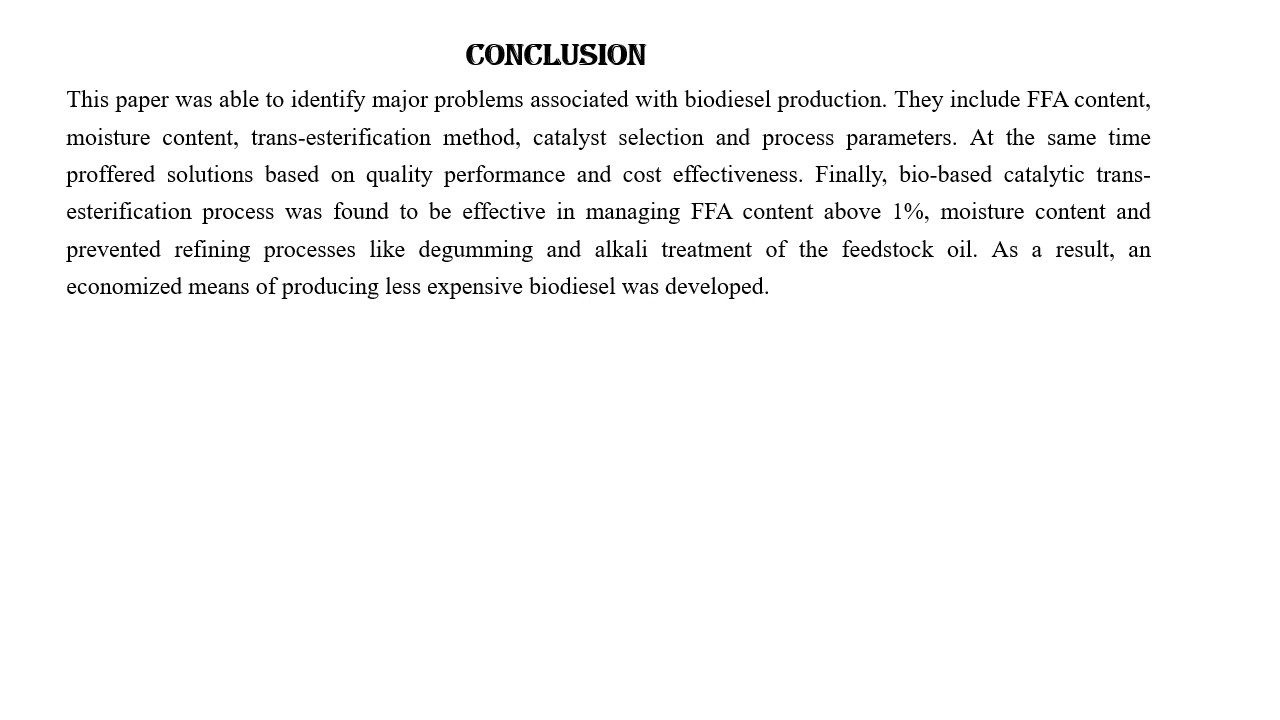 CONCLUSION
This paper was able to identify major problems associated with biodiesel production. They include FFA content,
moisture content, trans-esterification method, catalyst selection and process parameters. At the same time
proffered solutions based on quality performance and cost effectiveness. Finally, bio-based catalytic trans-
esterification process was found to be effective in managing FFA content above 1%, moisture content and
prevented refining processes like degumming and alkali treatment of the feedstock oil. As a result, an
economized means of producing less expensive biodiesel was developed.